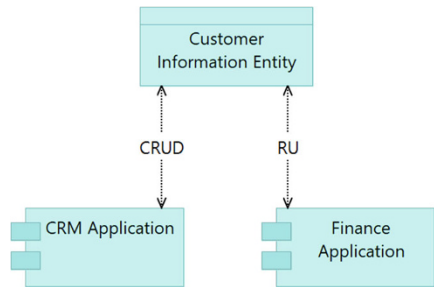 Customer
Information Entity
CRUD
RU
CRM Application
Finance
Application